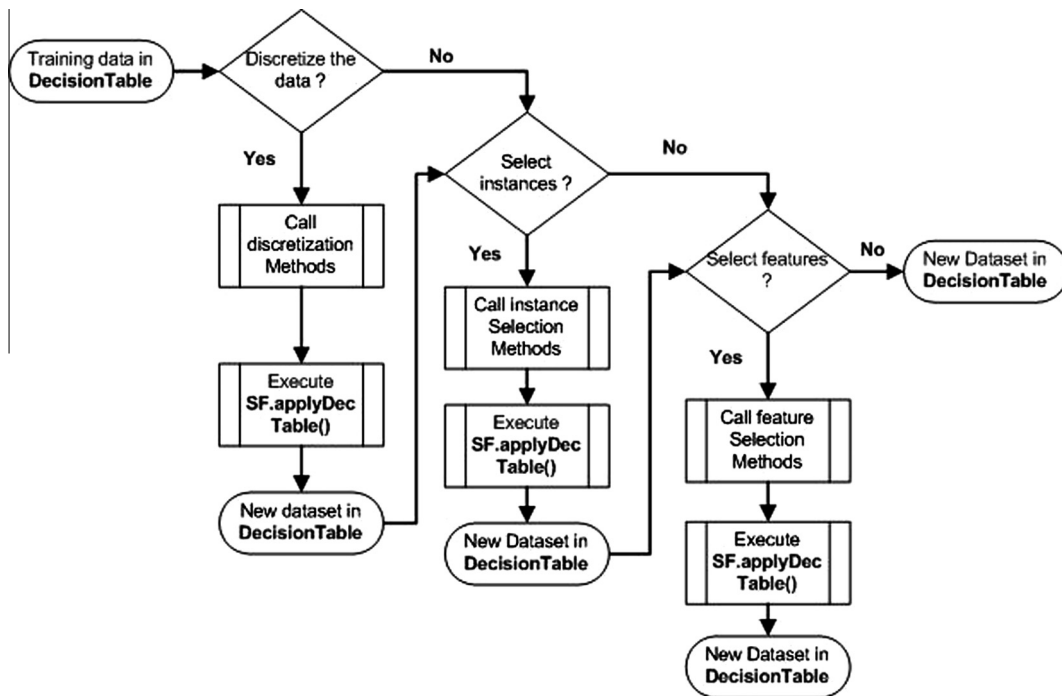 Training data in
DecisionTable
Discretize the
data ?
No
Yes
Call
discretization
Methods
Execute
SF.applyDec
Table()
New dataset in
DecisionTable
Select
instances ?
No
Yes
Call instance
Selection
Methods
Execute
SF.applyDec
Table()
New Dataset in
DecisionTable
Select features
?
No
New Dataset in
DecisionTable
Yes
Call feature
Selection
Methods
Execute
SF.applyDec
Table()
New Dataset in
DecisionTable